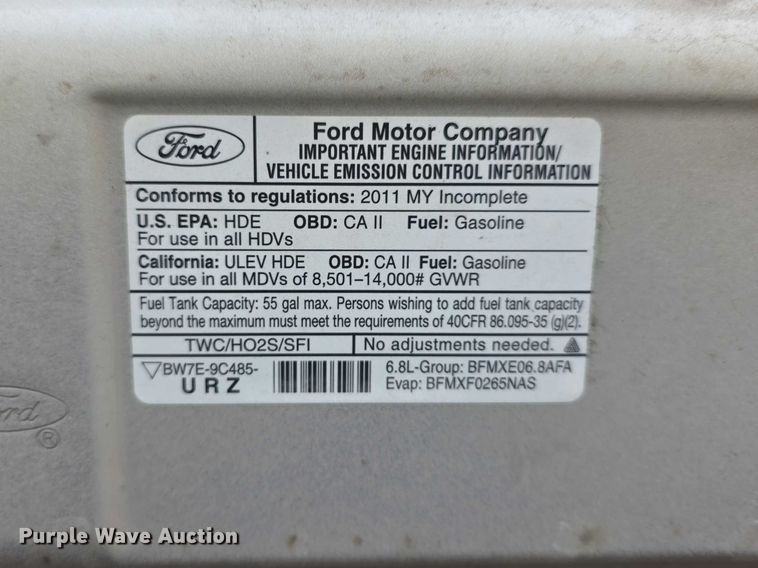 Ford
Ford Motor Company
IMPORTANT ENGINE INFORMATION/
VEHICLE EMISSION CONTROL INFORMATION
Conforms to regulations: 2011 MY Incomplete
U.S. EPA: HDE OBD: CA II Fuel: Gasoline
For use in all HDVs
California: ULEV HDE OBD: CA II Fuel: Gasoline
For use in all MDVs of 8,501–14,000# GVWR
Fuel Tank Capacity: 55 gal max. Persons wishing to add fuel tank capacity
beyond the maximum must meet the requirements of 40CFR 86.095-35 (g)(2).
TWC/HO2S/SFI No adjustments needed.
BW7E-9C485- 6.8L-Group: BFMXE06.8AFA
URZ Evap: BFMXF0265NAS
ord
®
Purple Wave Auction